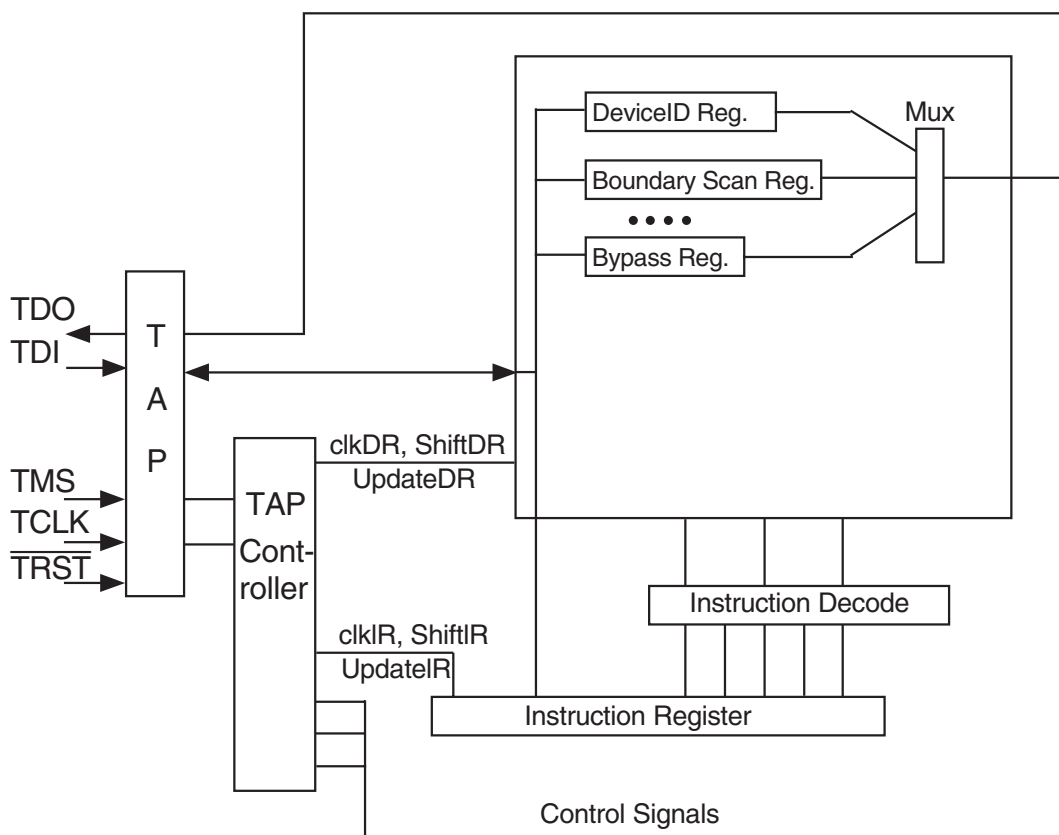 DeviceID Reg.
Mux
Boundary Scan Reg.
Bypass Reg.
TDO
TDI
T
A
P
TMS
TCLK
TRST
TAP
Cont-
roller
clkDR, ShiftDR
UpdateDR
Instruction Decode
clkIR, ShiftIR
UpdateIR
Instruction Register
Control Signals